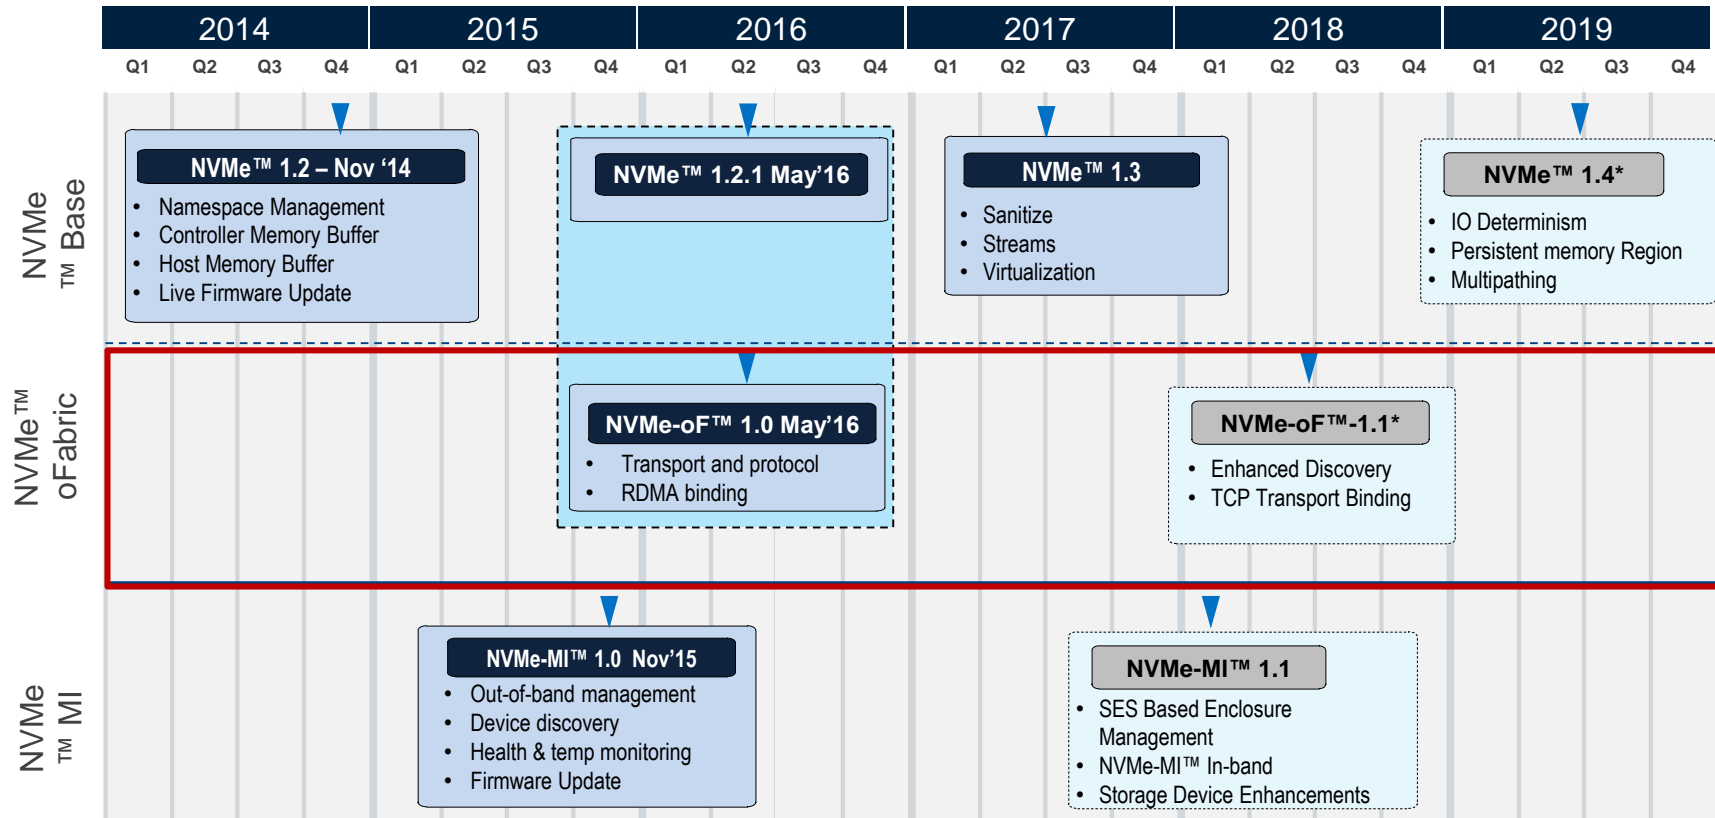 2014 2015 2016 2017 2018 2019
Q1 Q2 Q3 Q4 Q1 Q2 Q3 Q4 Q1 Q2 Q3 Q4 Q1 Q2 Q3 Q4 Q1 Q2 Q3 Q4 Q1 Q2 Q3 Q4
NVMe
™ Base
NVMe™ 1.2 – Nov ‘14
• Namespace Management
• Controller Memory Buffer
• Host Memory Buffer
• Live Firmware Update
NVMe™ 1.2.1 May’16
NVMe™ 1.3
• Sanitize
• Streams
• Virtualization
NVMe™ 1.4*
• IO Determinism
• Persistent memory Region
• Multipathing
NVMe™
oFabric
NVMe-oF™ 1.0 May’16
• Transport and protocol
• RDMA binding
NVMe-oF™-1.1*
• Enhanced Discovery
• TCP Transport Binding
NVMe
™ MI
NVMe-MI™ 1.0 Nov’15
• Out-of-band management
• Device discovery
• Health & temp monitoring
• Firmware Update
NVMe-MI™ 1.1
• SES Based Enclosure
Management
• NVMe-MI™ In-band
• Storage Device Enhancements